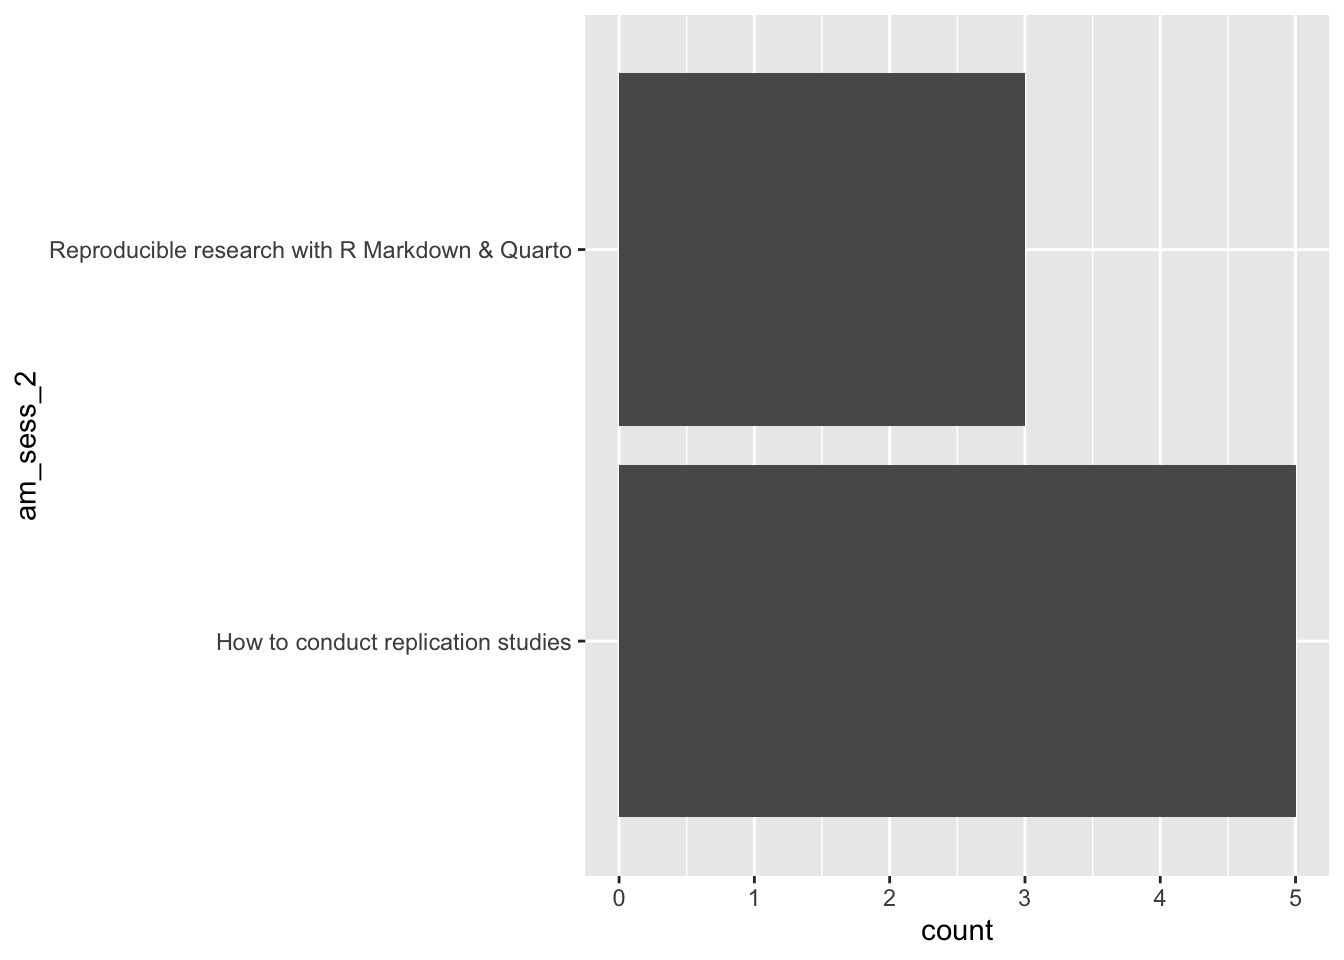 Reproducible research with R Markdown & Quarto
How to conduct replication studies
am_sess_2
0 1 2 3 4 5
count